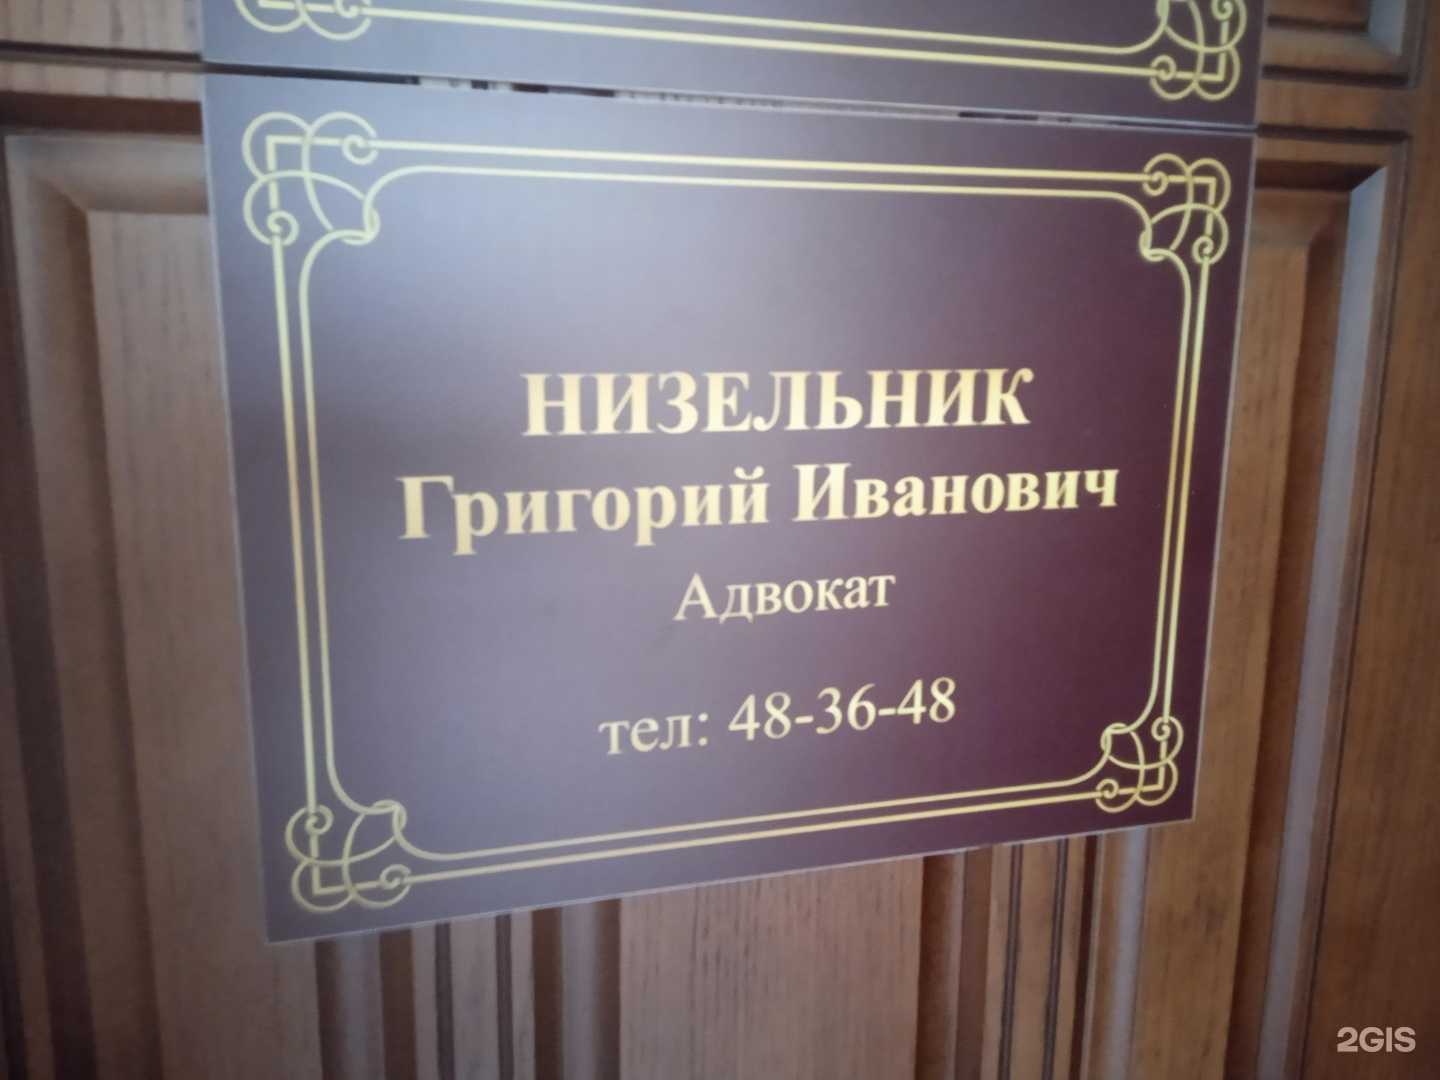 НИЗЕЛЬНИК
Григорий Иванович
Адвокат
тел: 48-36-48
2GIS